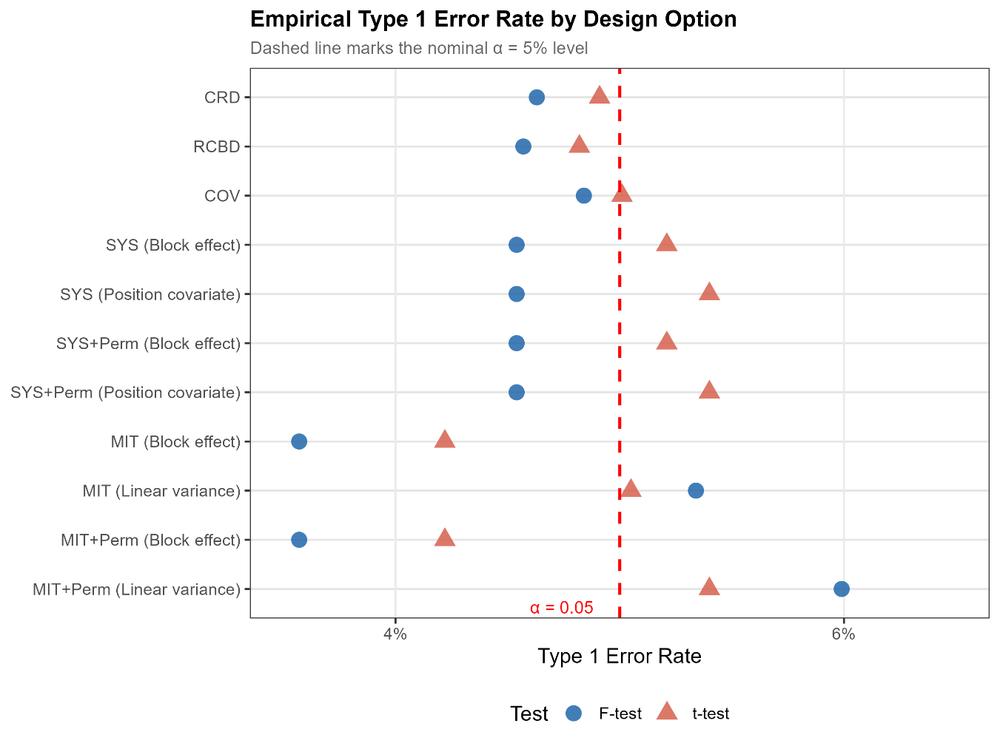 Empirical Type 1 Error Rate by Design Option
Dashed line marks the nominal α = 5% level
CRD
RCBD
COV
SYS (Block effect)
SYS (Position covariate)
SYS+Perm (Block effect)
SYS+Perm (Position covariate)
MIT (Block effect)
MIT (Linear variance)
MIT+Perm (Block effect)
MIT+Perm (Linear variance)
α = 0.05
4%
6%
Type 1 Error Rate
Test
F-test
t-test